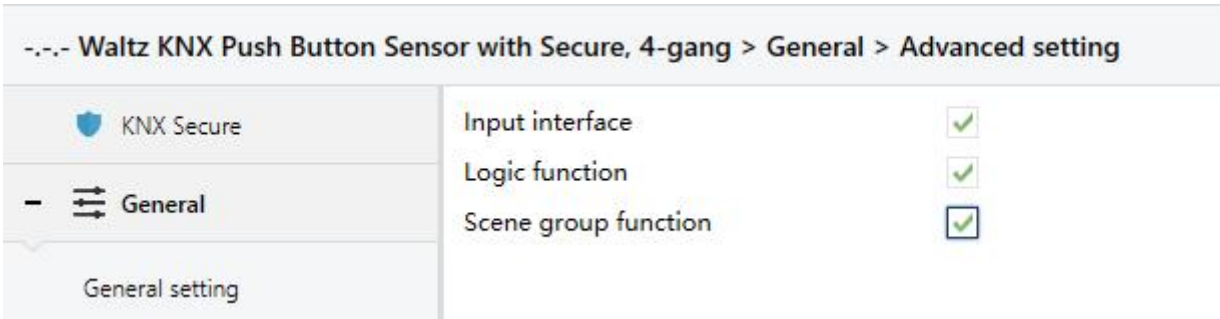 -.-.- Waltz KNX Push Button Sensor with Secure, 4-gang > General > Advanced setting
KNX Secure
Input interface
Logic function
General
Scene group function
General setting